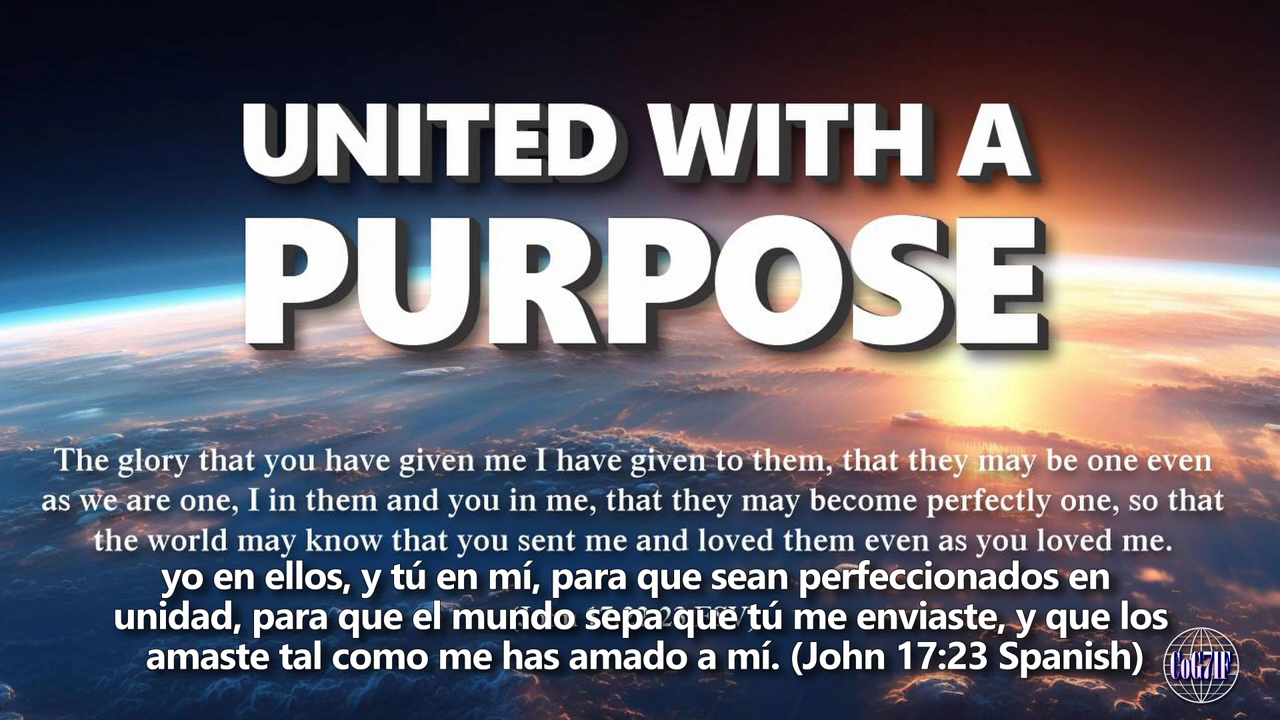 UNITED WITH A
PURPOSE
The glory that you have given me I have given to them, that they may be one even
as we are one, I in them and you in me, that they may become perfectly one, so that
the world may know that you sent me and loved them even as you loved me.
yo en ellos, y tú en mí, para que sean perfeccionados en
unidad, para que el mundo sepa que tú me enviaste, y que los
amaste tal como me has amado a mí. (John 17:23 Spanish)
CoG7IF